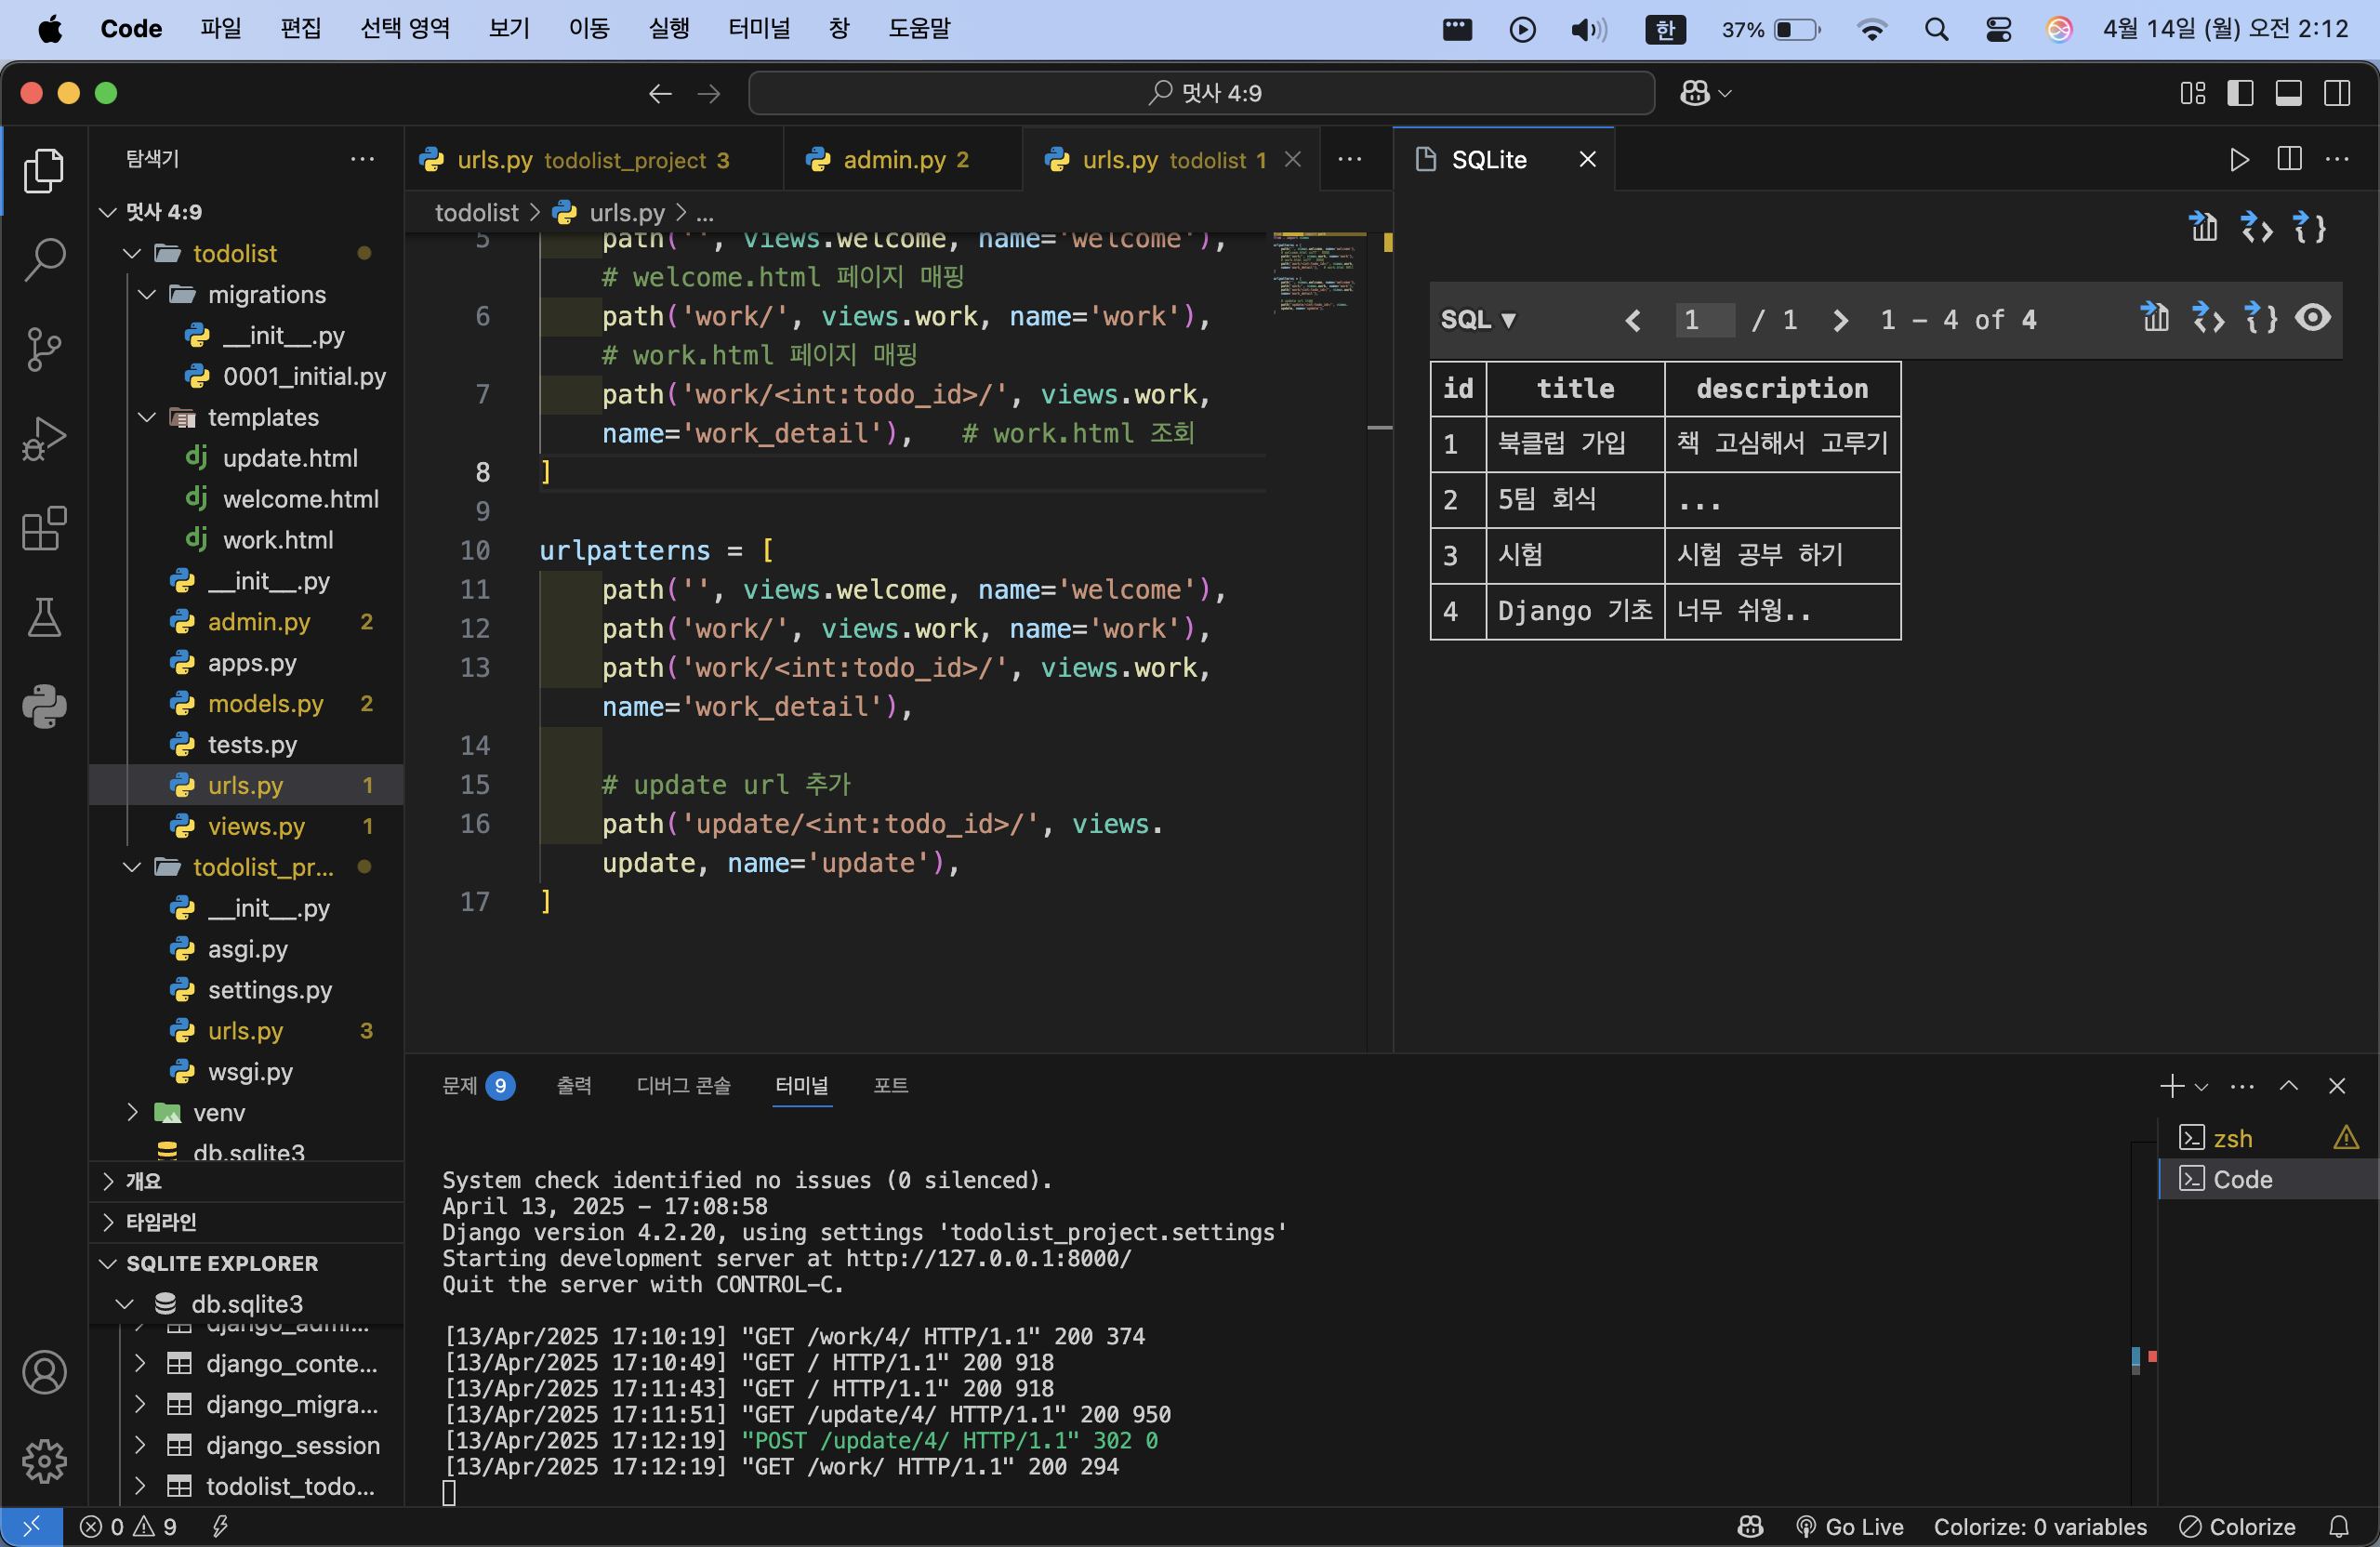 Code 파일 편집 선택 영역 보기 이동 실행 터미널 창 도움말 한 37% 4월 14일 (월) 오전 2:12
멋사 4:9
탐색기
멋사 4:9
todolist
migrations
__init__.py
0001_initial.py
templates
update.html
welcome.html
work.html
__init__.py
admin.py 2
apps.py
models.py 2
tests.py
urls.py 1
views.py 1
todolist_pr...
__init__.py
asgi.py
settings.py
urls.py 3
wsgi.py
venv
db.sqlite3
개요
타임라인
SQLITE EXPLORER
db.sqlite3
django_admi...
django_conte...
django_migra...
django_session
todolist_todo...
urls.py todolist_project 3 admin.py 2 urls.py todolist 1
todolist > urls.py > ...
5 path('', views.welcome, name='welcome'),
# welcome.html 페이지 매핑
6 path('work/', views.work, name='work'),
# work.html 페이지 매핑
7 path('work/<int:todo_id>/', views.work,
name='work_detail'), # work.html 조회
8 ]
9
10 urlpatterns = [
11 path('', views.welcome, name='welcome'),
12 path('work/', views.work, name='work'),
13 path('work/<int:todo_id>/', views.work,
name='work_detail'),
14
15 # update url 추가
16 path('update/<int:todo_id>/', views.
update, name='update'),
17 ]
SQLite
SQL ▼ 1 / 1 1 - 4 of 4
id title description
1 북클럽 가입 책 고심해서 고루기
2 5팀 회식 ...
3 시험 시험 공부 하기
4 Django 기초 너무 쉬웡..
문제 9 출력 디버그 콘솔 터미널 포트
System check identified no issues (0 silenced).
April 13, 2025 - 17:08:58
Django version 4.2.20, using settings 'todolist_project.settings'
Starting development server at http://127.0.0.1:8000/
Quit the server with CONTROL-C.
[13/Apr/2025 17:10:19] "GET /work/4/ HTTP/1.1" 200 374
[13/Apr/2025 17:10:49] "GET / HTTP/1.1" 200 918
[13/Apr/2025 17:11:43] "GET / HTTP/1.1" 200 918
[13/Apr/2025 17:11:51] "GET /update/4/ HTTP/1.1" 200 950
[13/Apr/2025 17:12:19] "POST /update/4/ HTTP/1.1" 302 0
[13/Apr/2025 17:12:19] "GET /work/ HTTP/1.1" 200 294
zsh
Code
0 9 Go Live Colorize: 0 variables Colorize